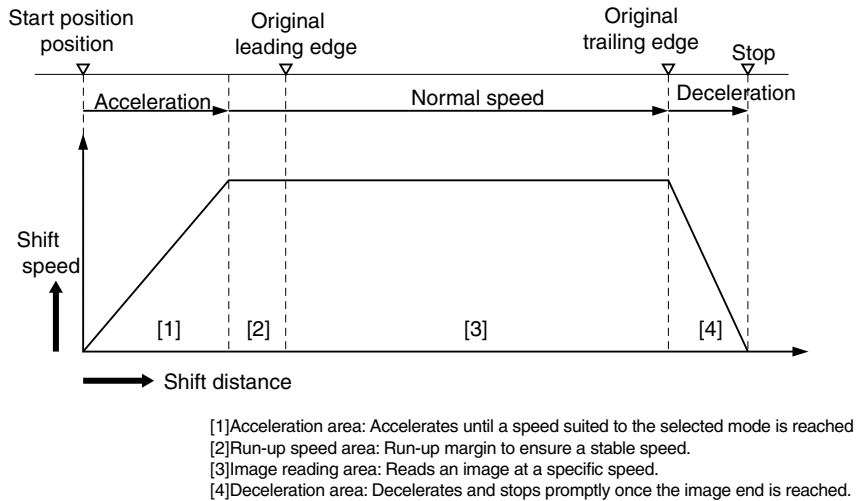 Start position
position
Original
leading edge
Original
trailing edge
Stop
Acceleration
Normal speed
Deceleration
Shift
speed
[1]
[2]
[3]
[4]
Shift distance
[1]Acceleration area: Accelerates until a speed suited to the selected mode is reached
[2]Run-up speed area: Run-up margin to ensure a stable speed.
[3]Image reading area: Reads an image at a specific speed.
[4]Deceleration area: Decelerates and stops promptly once the image end is reached.